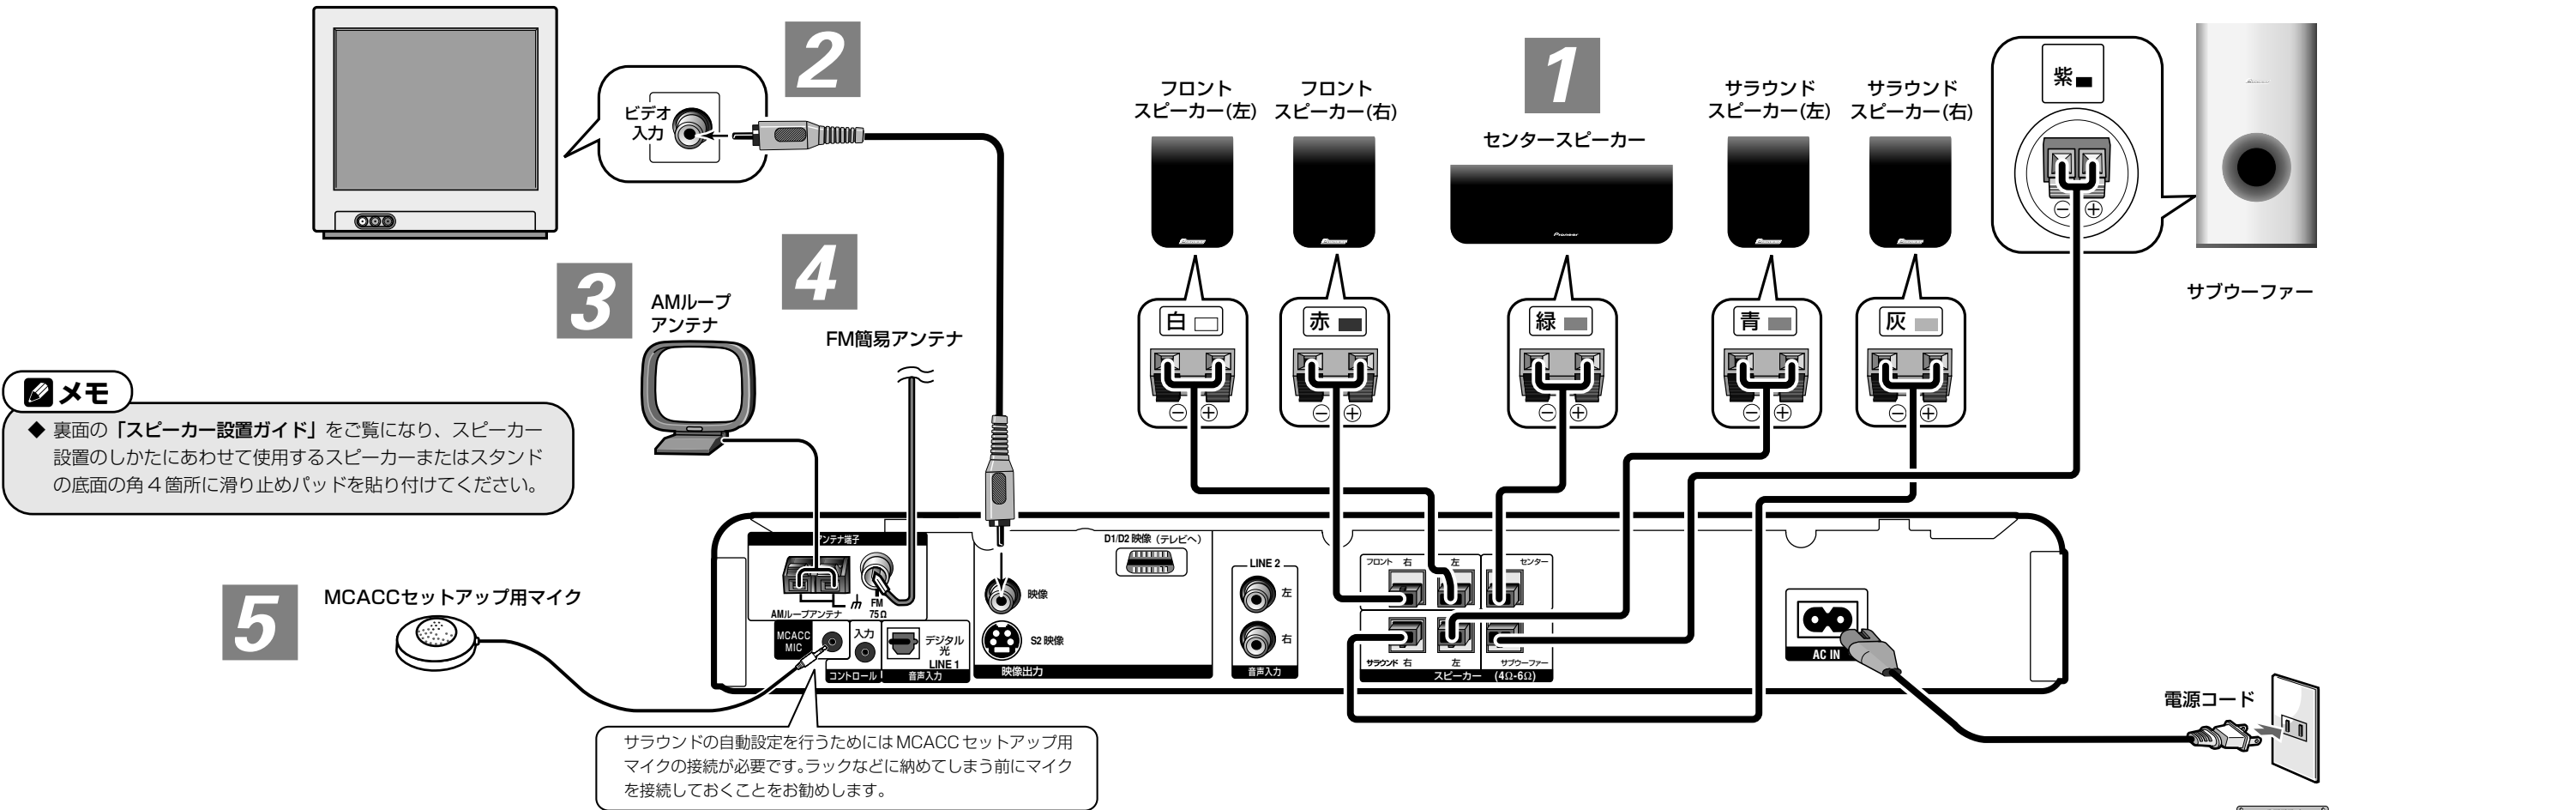 2
ビデオ
入力
1
フロント
スピーカー(左)
フロント
スピーカー(右)
センタースピーカー
サラウンド
スピーカー(左)
サラウンド
スピーカー(右)
紫
⊖ ⊕
サブウーファー
Pioneer
白
赤
緑
青
灰
⊖ ⊕
⊖ ⊕
⊖ ⊕
⊖ ⊕
⊖ ⊕
3
AMループ
アンテナ
4
FM簡易アンテナ
メモ
◆ 裏面の「スピーカー設置ガイド」をご覧になり、スピーカー
設置のしかたにあわせて使用するスピーカーまたはスタンド
の底面の角4箇所に滑り止めパッドを貼り付けてください。
5
MCACCセットアップ用マイク
アンテナ端子
AMループアンテナ
FM
75Ω
MCACC
MIC
入力
コントロール
デジタル
光
LINE 1
音声入力
映像
S2 映像
映像出力
D1/D2 映像(テレビへ)
LINE 2
左
右
音声入力
フロント 右 左 センター
サラウンド 右 左 サブウーファー
スピーカー (4Ω-6Ω)
AC IN
電源コード
サラウンドの自動設定を行うためにはMCACCセットアップ用
マイクの接続が必要です。ラックなどに納めてしまう前にマイク
を接続しておくことをお勧めします。